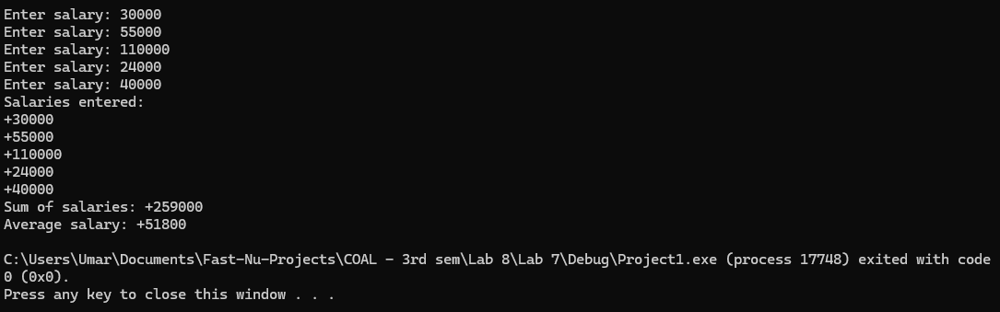 Enter salary: 30000
Enter salary: 55000
Enter salary: 110000
Enter salary: 24000
Enter salary: 40000
Salaries entered:
+30000
+55000
+110000
+24000
+40000
Sum of salaries: +259000
Average salary: +51800
C:\Users\Umar\Documents\Fast-Nu-Projects\COAL - 3rd sem\Lab 8\Lab 7\Debug\Project1.exe (process 17748) exited with code
0 (0x0).
Press any key to close this window . . .